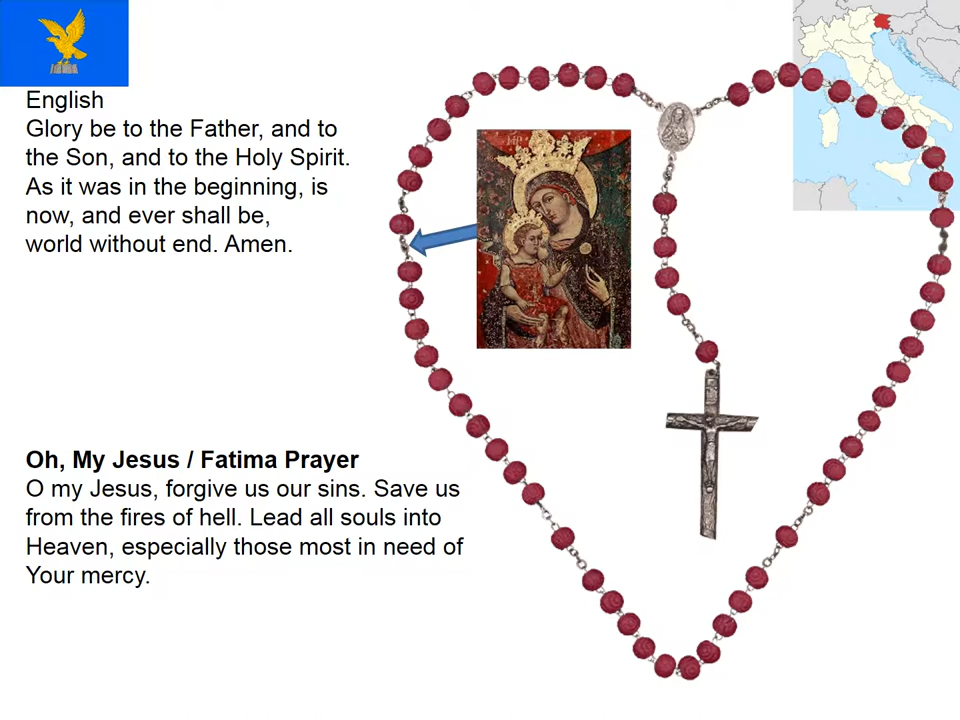 English
Glory be to the Father, and to
the Son, and to the Holy Spirit.
As it was in the beginning, is
now, and ever shall be,
world without end. Amen.
Oh, My Jesus / Fatima Prayer
O my Jesus, forgive us our sins. Save us
from the fires of hell. Lead all souls into
Heaven, especially those most in need of
Your mercy.